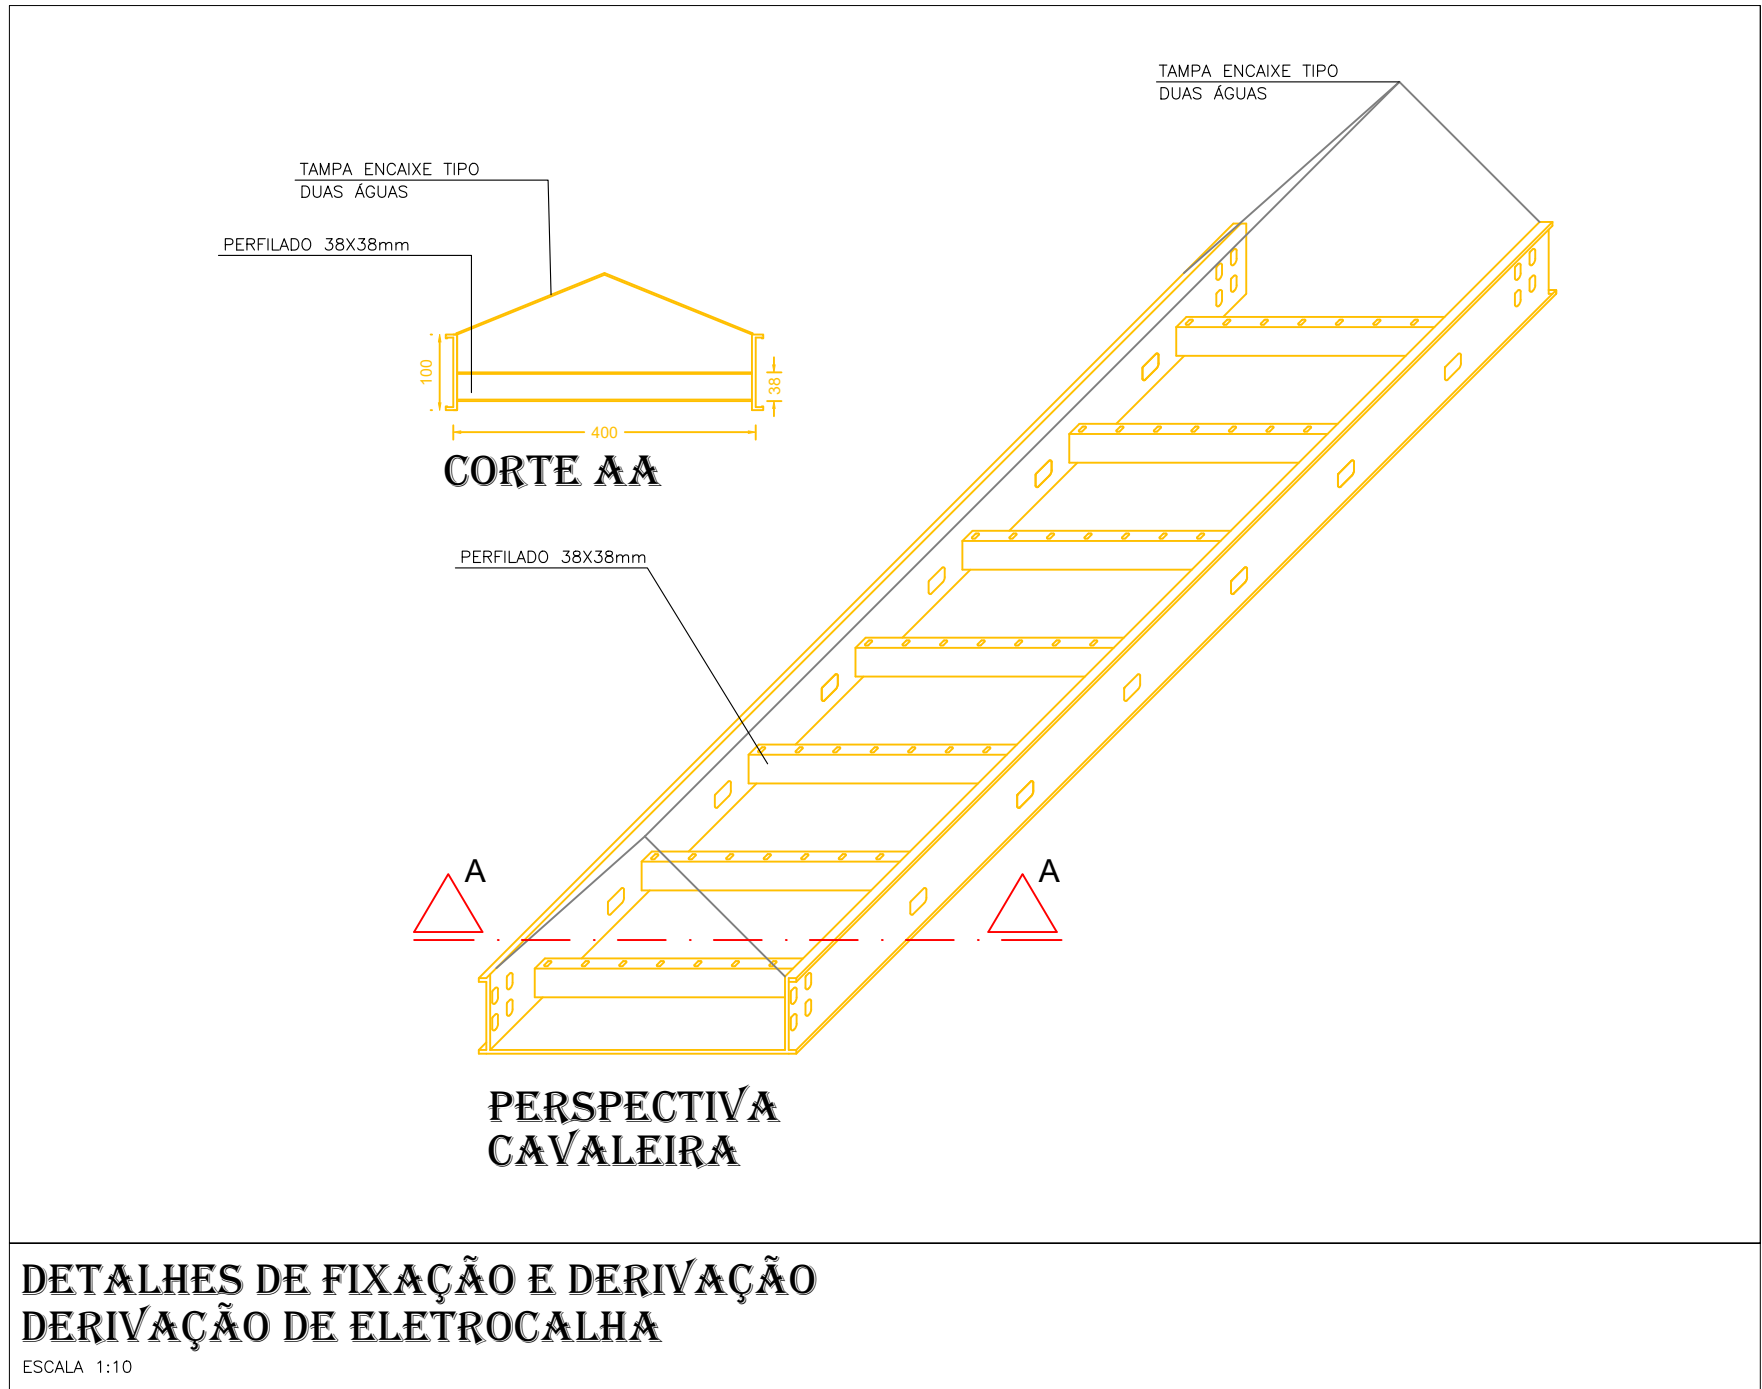 TAMPA ENCAIXE TIPO
DUAS ÁGUAS
TAMPA ENCAIXE TIPO
DUAS ÁGUAS
PERFILADO 38X38mm
100
38
400
CORTE AA
PERFILADO 38X38mm
A
A
PERSPECTIVA
CAVALEIRA
DETALHES DE FIXAÇÃO E DERIVAÇÃO
DERIVAÇÃO DE ELETROCALHA
ESCALA 1:10